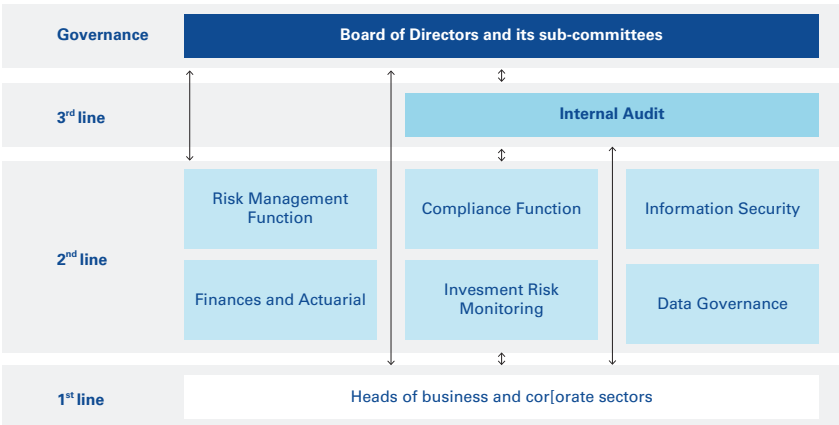 Governance
Board of Directors and its sub-committees
3rd line
Internal Audit
2nd line
Risk Management
Function
Compliance Function
Information Security
Finances and Actuarial
Invesment Risk
Monitoring
Data Governance
1st line
Heads of business and cor[orate sectors